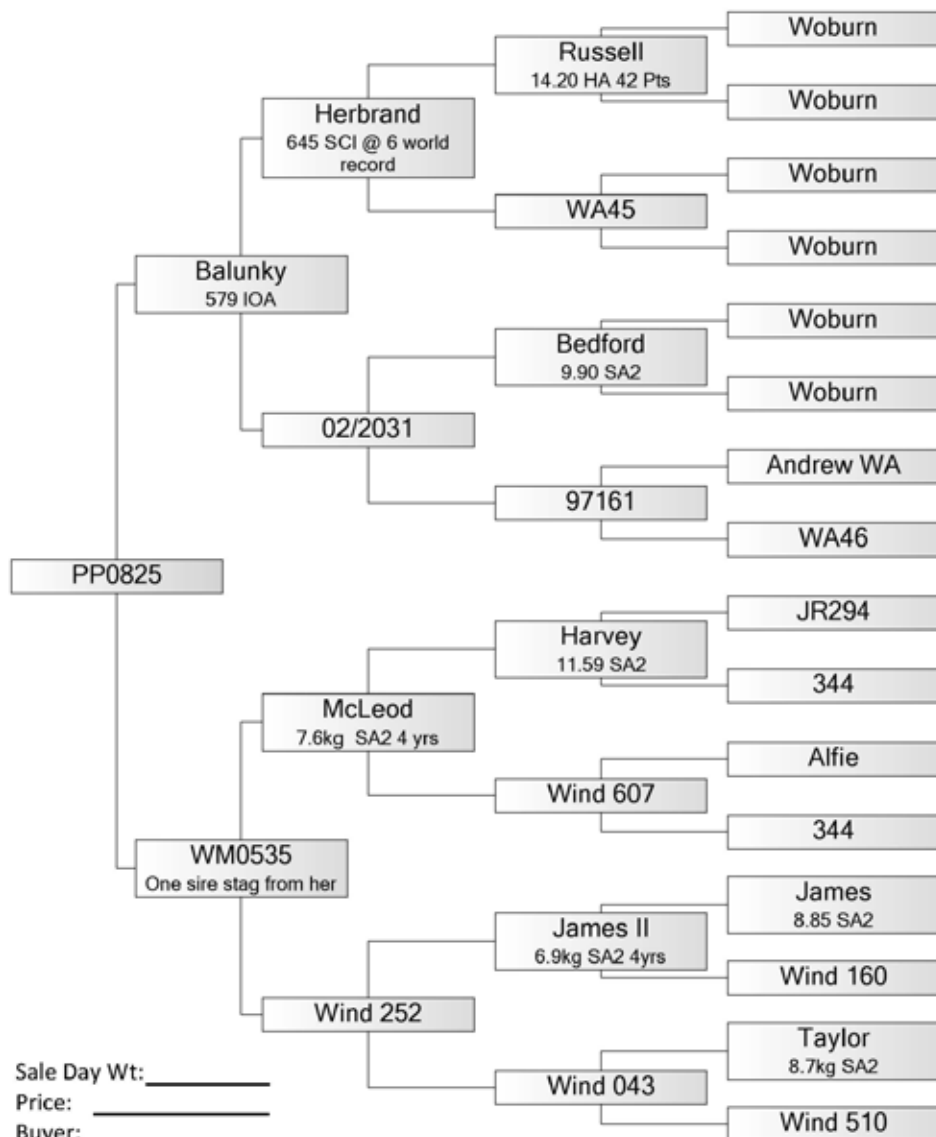 Woburn
Russell
14.20 HA 42 Pts
Woburn
Herbrand
645 SCI @ 6 world
record
Woburn
WA45
Woburn
Balunky
579 IOA
Woburn
Bedford
9.90 SA2
Woburn
02/2031
Andrew WA
97161
WA46
PP0825
JR294
Harvey
11.59 SA2
344
McLeod
7.6kg SA2 4 yrs
Alfie
Wind 607
344
WM0535
One sire stag from her
James
8.85 SA2
James II
6.9kg SA2 4yrs
Wind 160
Wind 252
Taylor
8.7kg SA2
Wind 043
Wind 510
Sale Day Wt:
Price:
Buyer: